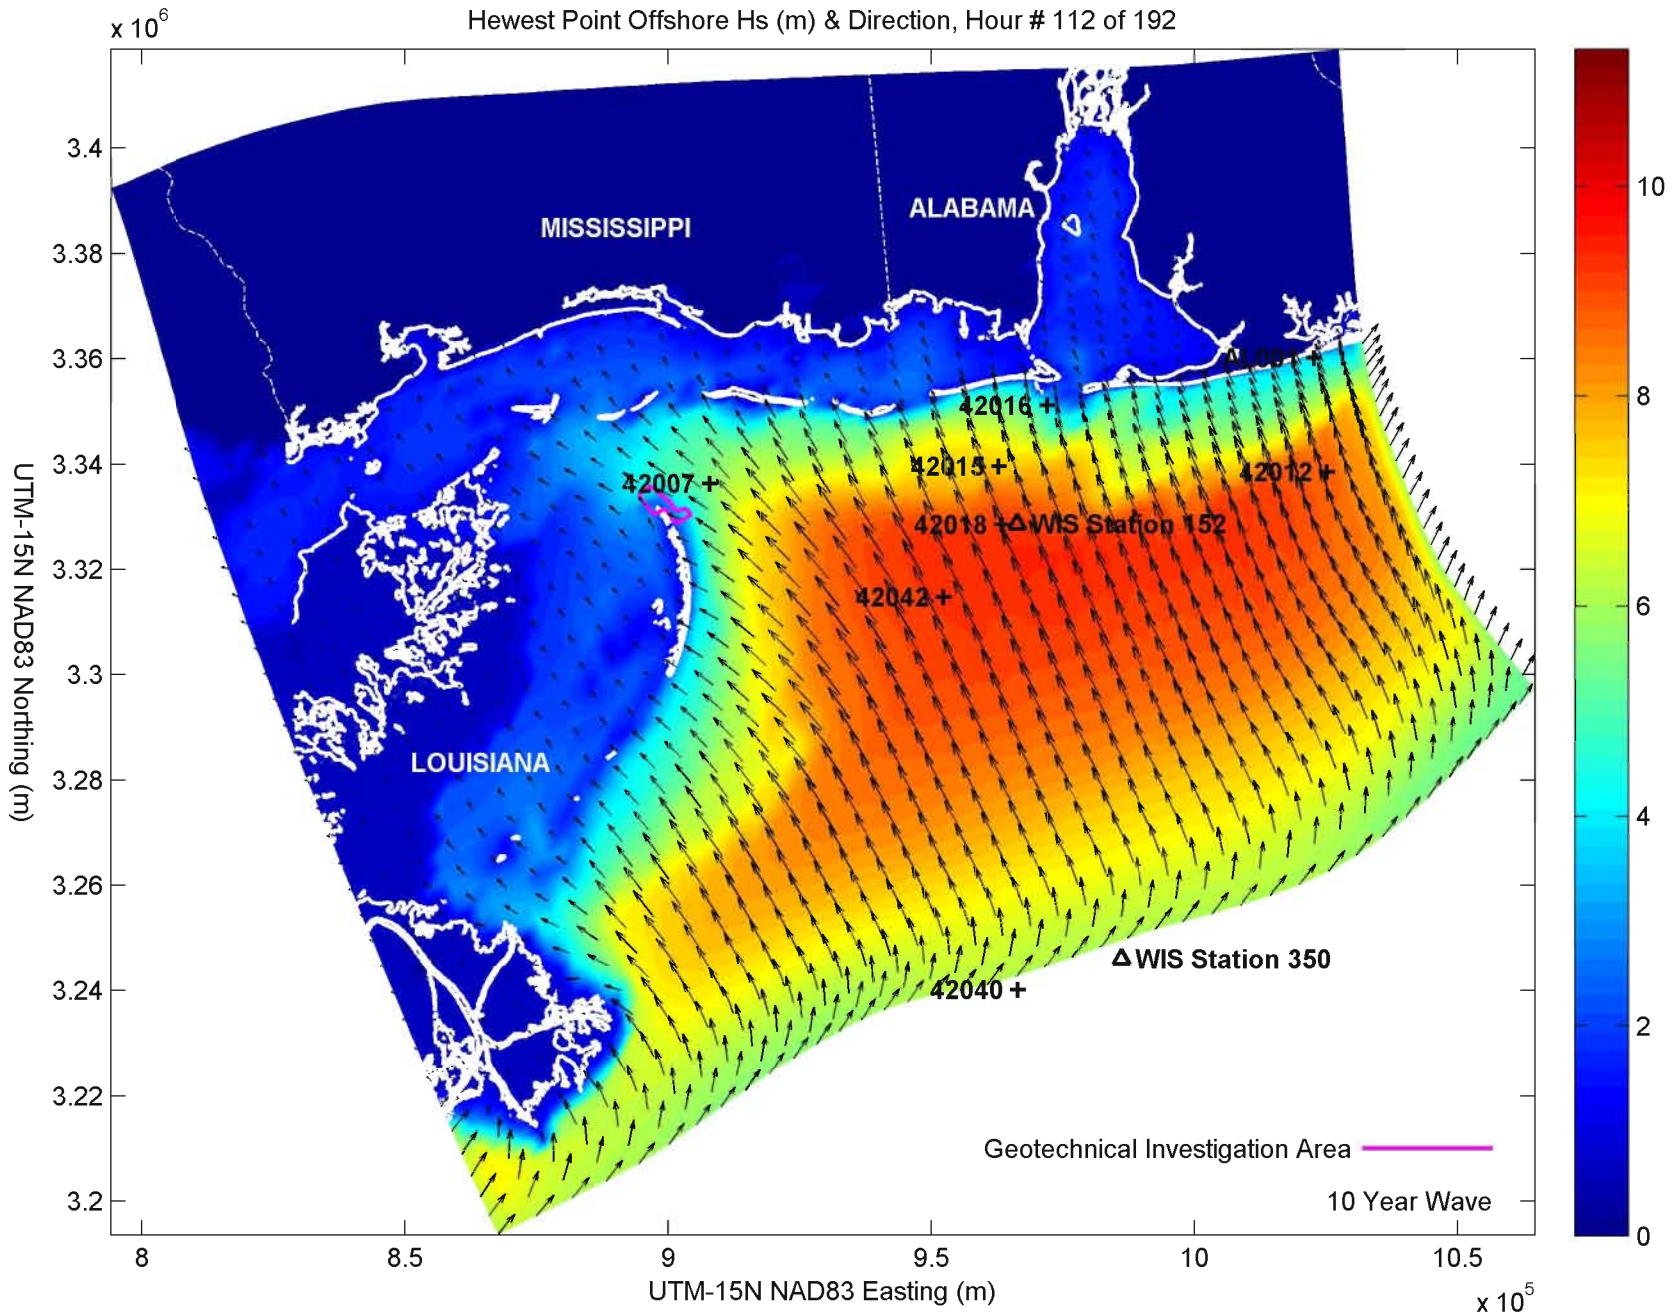 Hewest Point Offshore Hs (m) & Direction, Hour # 112 of 192
x 10⁶
3.4
3.38
3.36
3.34
3.32
3.3
3.28
3.26
3.24
3.22
3.2
UTM-15N NAD83 Northing (m)
MISSISSIPPI
ALABAMA
LOUISIANA
AL001 +
42016 +
42015 +
42012 +
42007 +
42018 + WIS Station 152
42042 +
WIS Station 350
42040 +
Geotechnical Investigation Area
10 Year Wave
8
8.5
9
9.5
10
10.5
UTM-15N NAD83 Easting (m)
x 10⁵
10
8
6
4
2
0